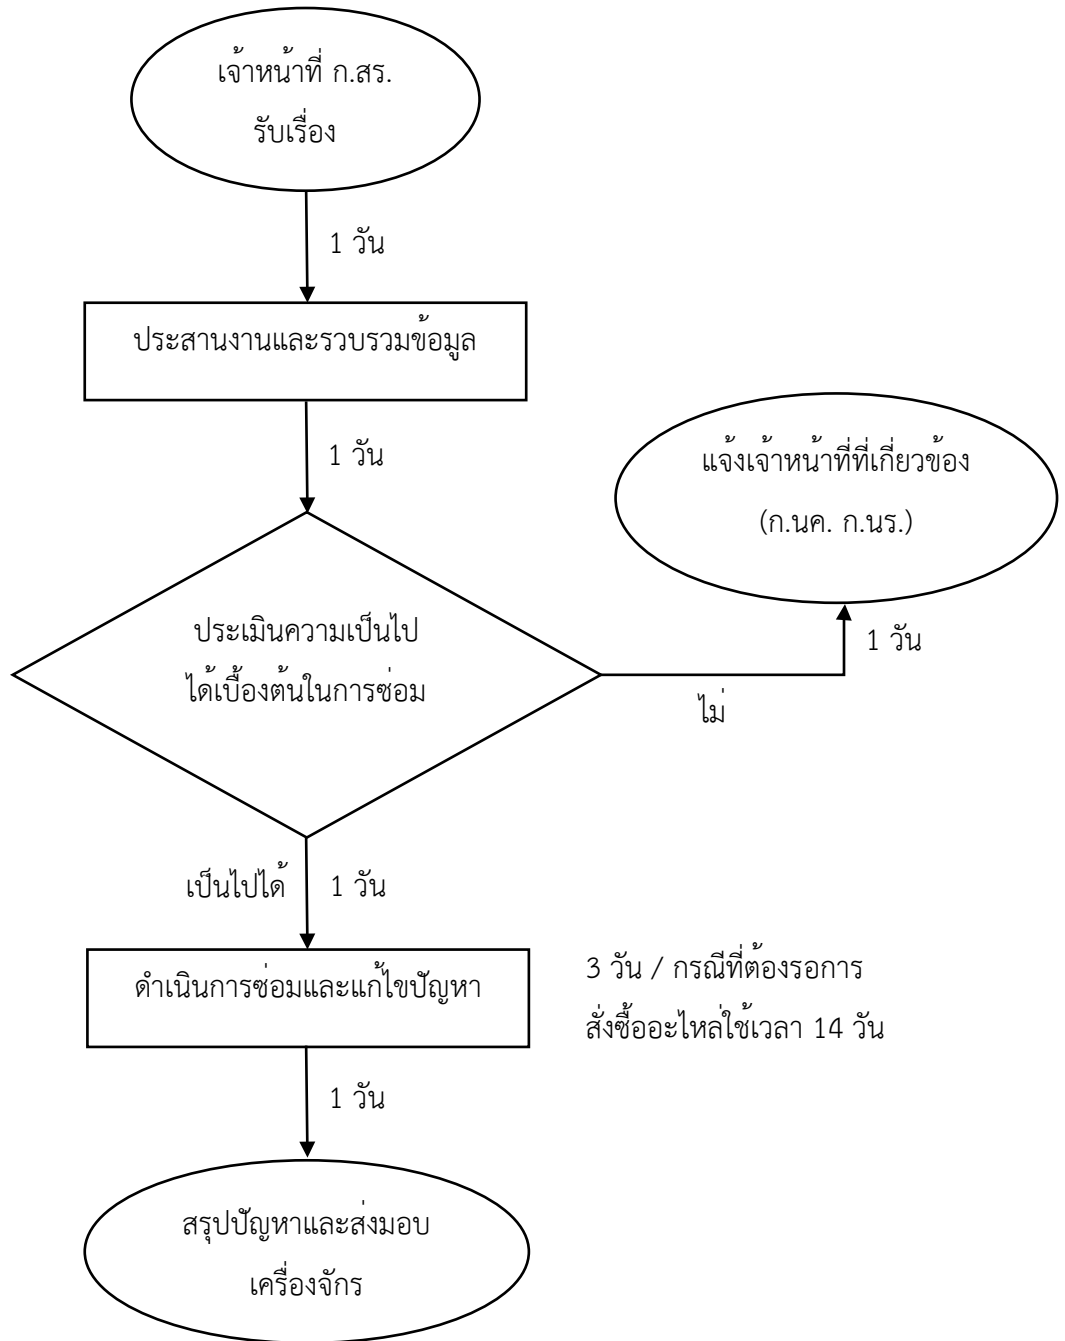 เจ้าหน้าที่ ก.สร.
รับเรื่อง
1 วัน
ประสานงานและรวบรวมข้อมูล
1 วัน
แจ้งเจ้าหน้าที่ที่เกี่ยวข้อง
(ก.นค. ก.นร.)
ประเมินความเป็นไป
ได้เบื้องต้นในการซ่อม
1 วัน
ไม่
เป็นไปได้
1 วัน
ดำเนินการซ่อมและแก้ไขปัญหา
3 วัน / กรณีที่ต้องรอการ
สั่งซื้ออะไหล่ใช้เวลา 14 วัน
1 วัน
สรุปปัญหาและส่งมอบ
เครื่องจักร